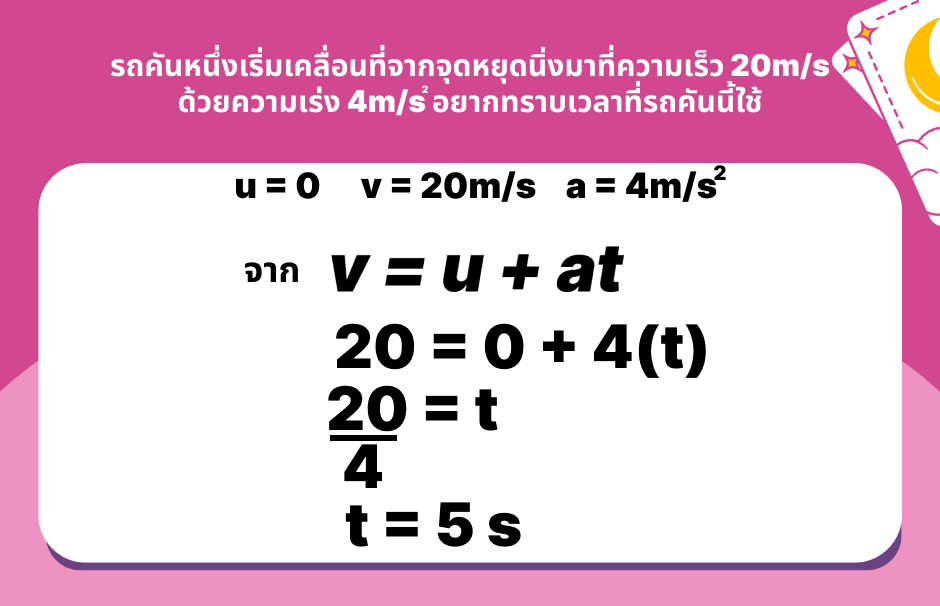 รถคันหนึ่งเริ่มเคลื่อนที่จากจุดหยุดนิ่งมาที่ความเร็ว 20m/s
ด้วยความเร่ง 4m/s² อยากทราบเวลาที่รถคันนี้ใช้
u = 0 v = 20m/s a = 4m/s²
จาก v = u + at
20 = 0 + 4(t)
20 = t
4
t = 5 s